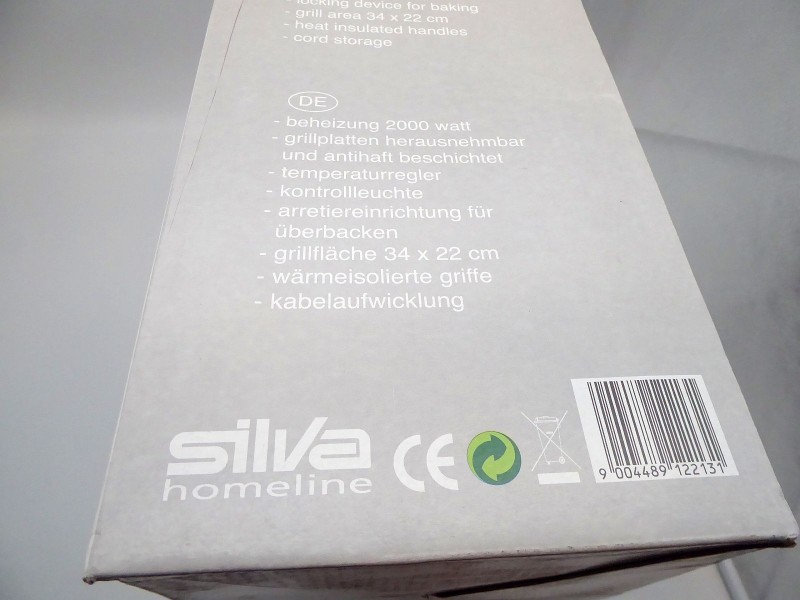 - locking device for baking
- grill area 34 x 22 cm
- heat insulated handles
- cord storage
DE
- beheizung 2000 watt
- grillplatten herausnehmbar
und antihaft beschichtet
- temperaturregler
- kontrollleuchte
- arretiereinrichtung für
überbacken
- grillfläche 34 x 22 cm
- wärmeisolierte griffe
- kabelaufwicklung
silva
homeline
CE
9 004489 122131